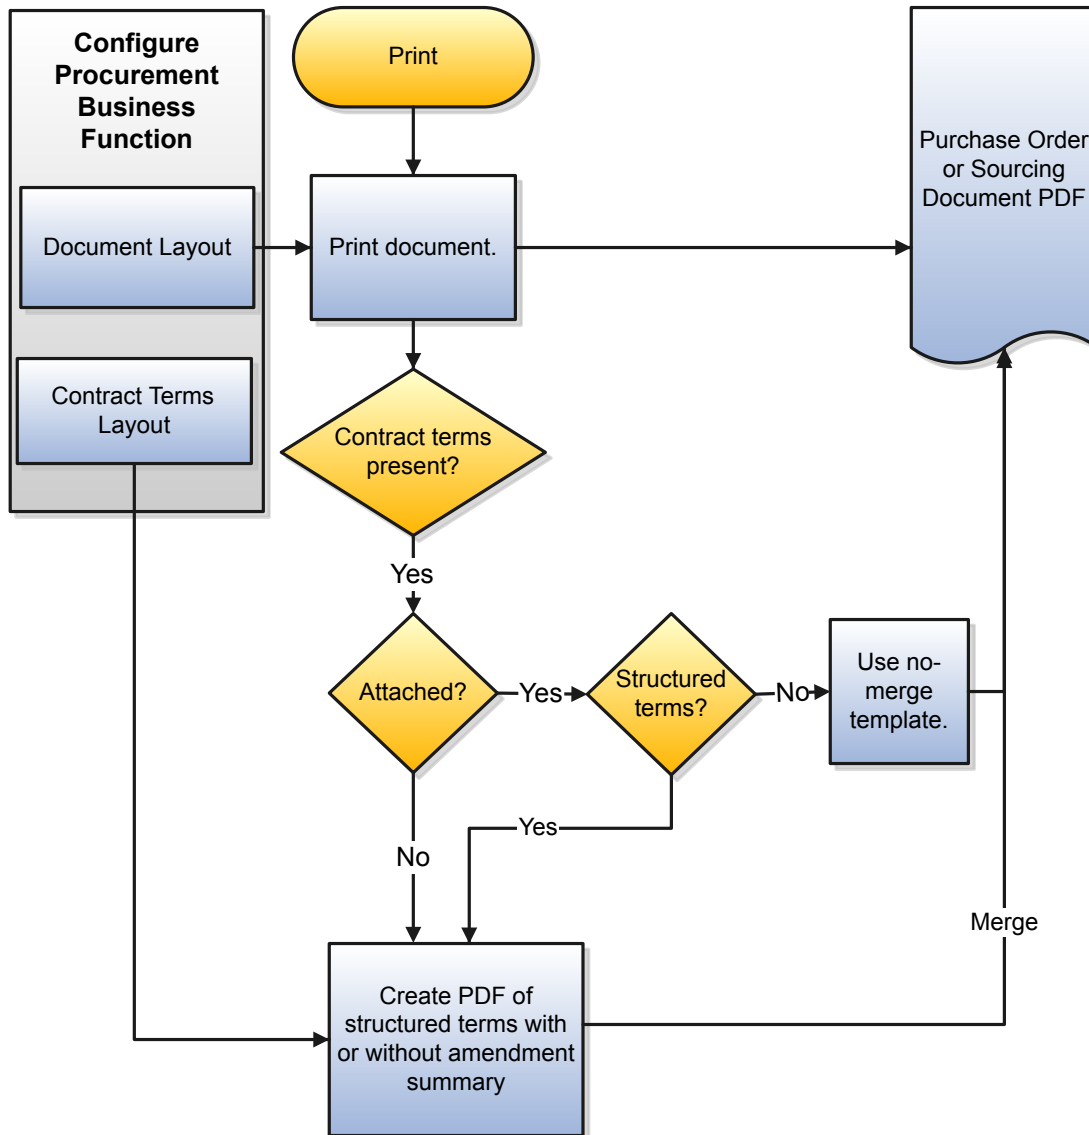 Configure
Procurement
Business
Function
Document Layout
Contract Terms
Layout
Print
Print document.
Purchase Order
or Sourcing
Document PDF
Contract terms
present?
Yes
Attached?
Yes
Structured
terms?
No
Use no-
merge
template.
Yes
No
Merge
Create PDF of
structured terms with
or without amendment
summary